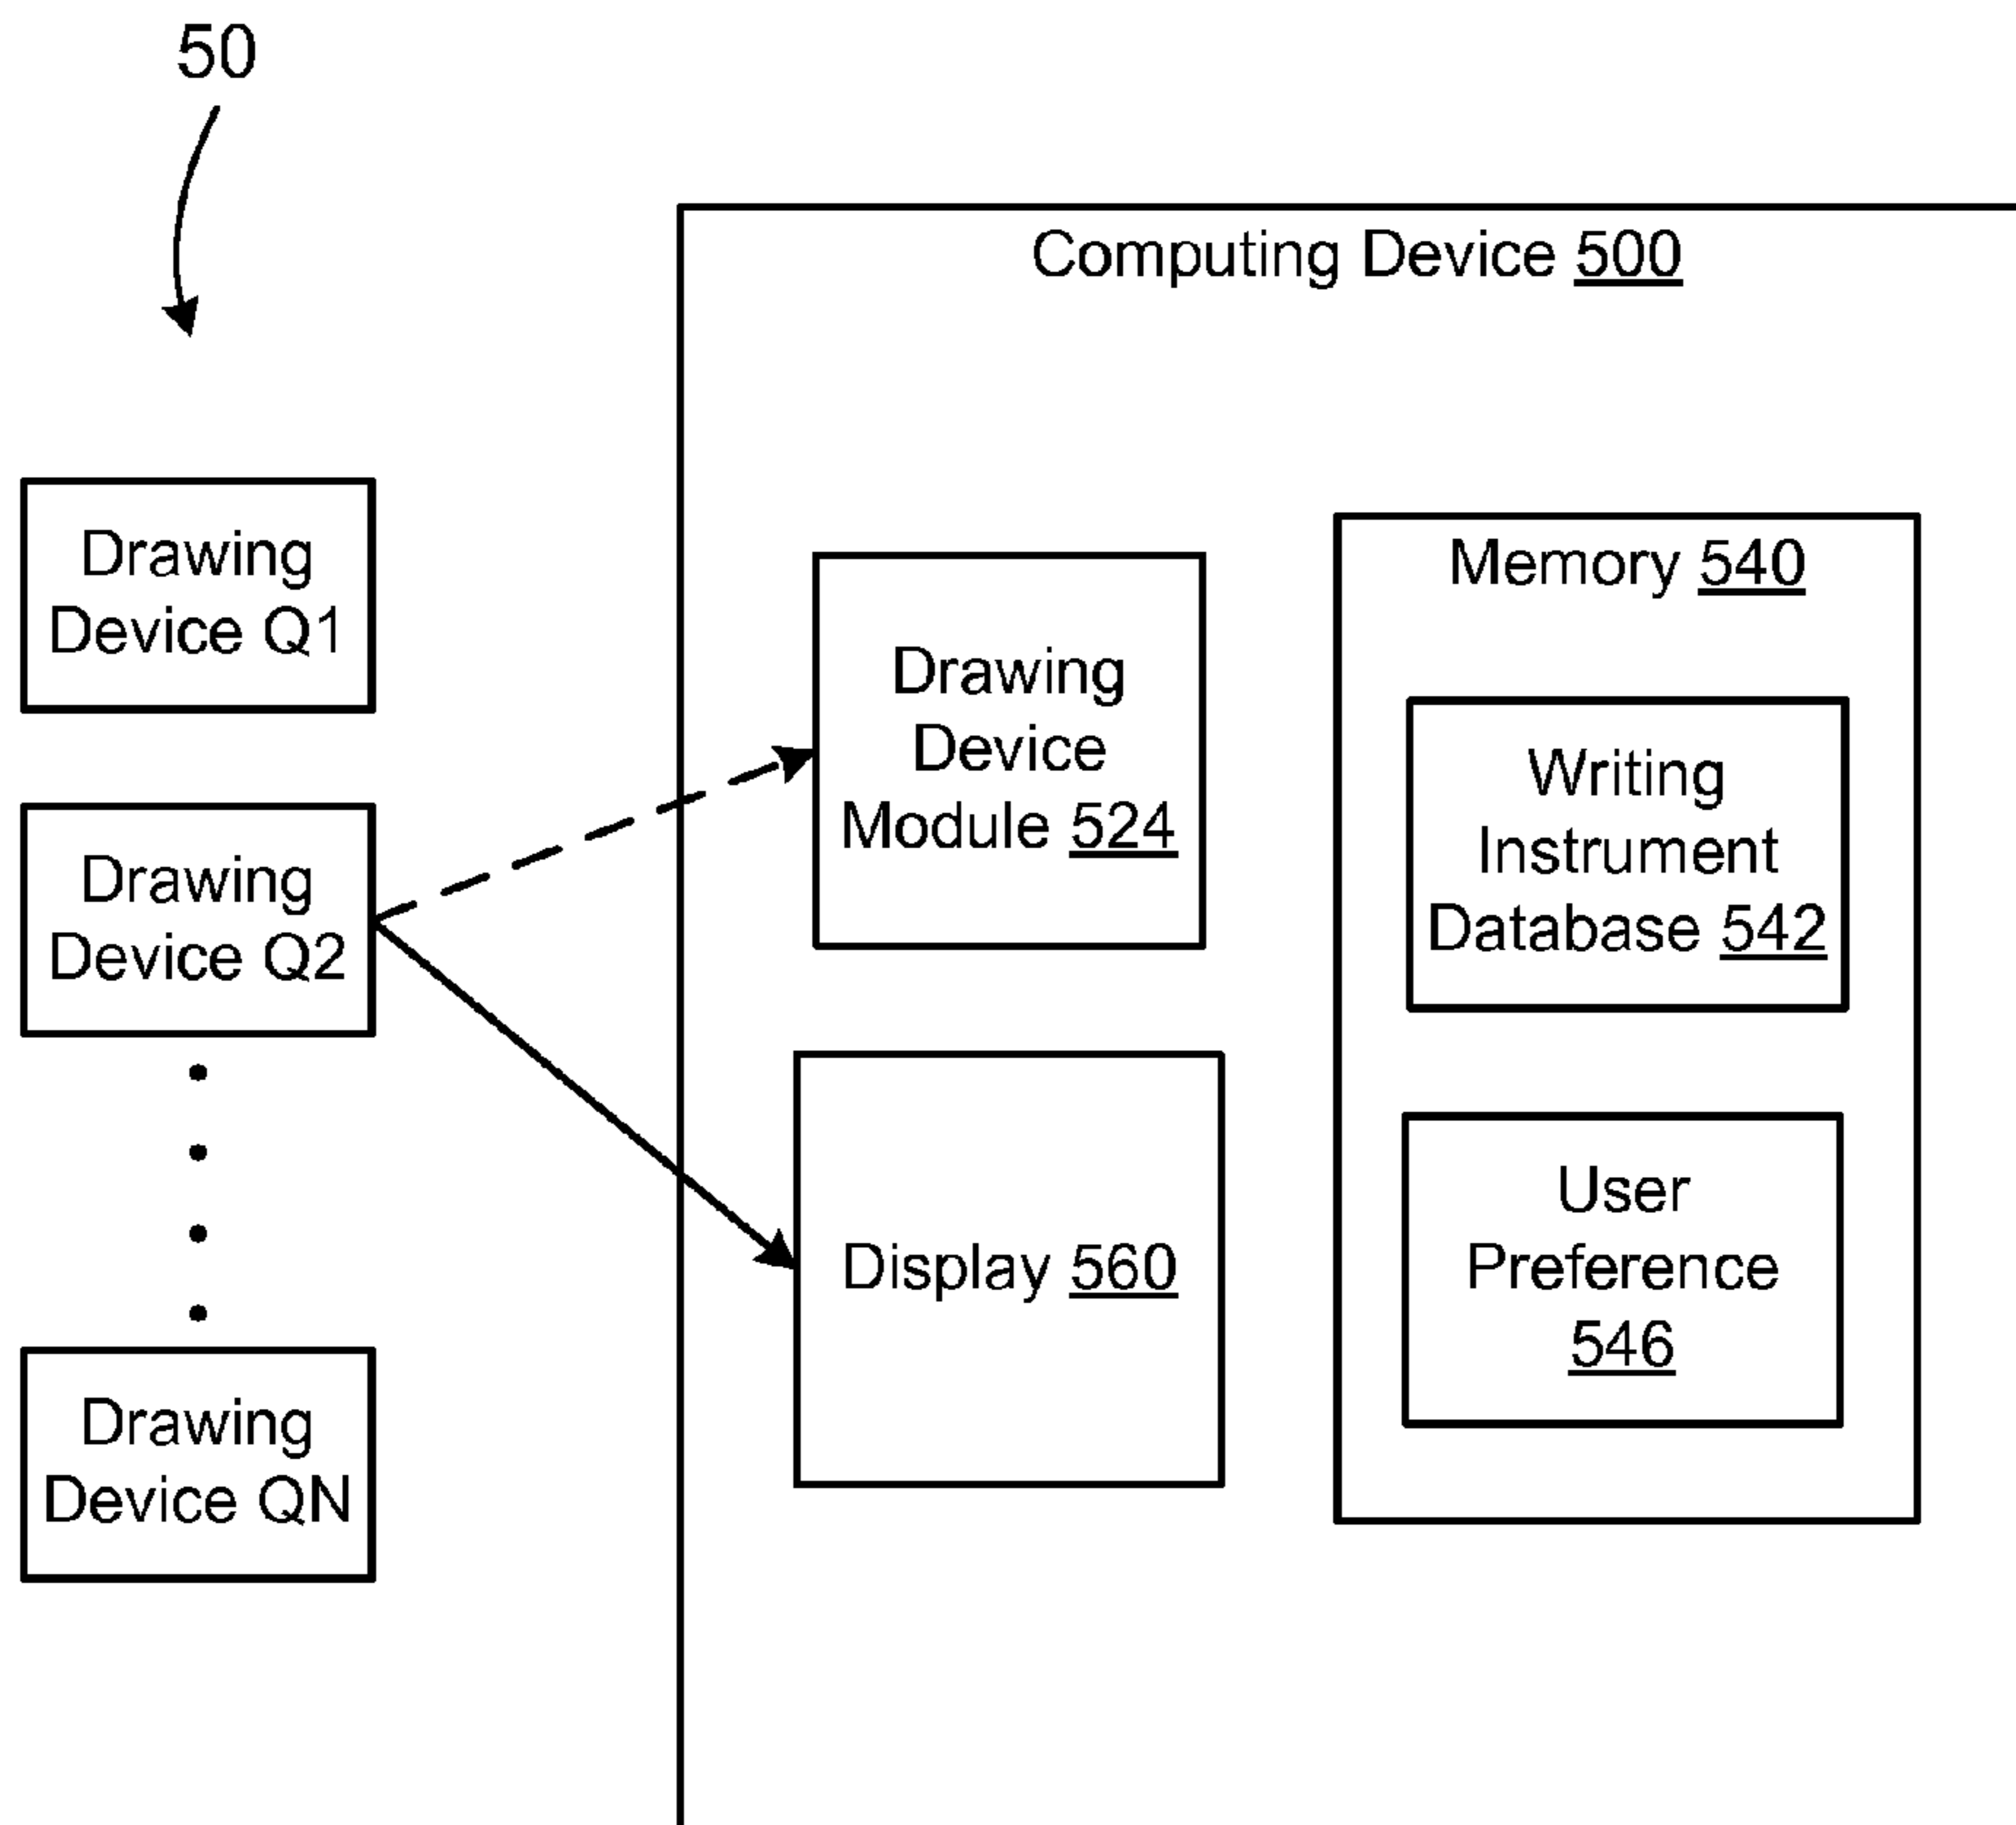 50
Computing Device 500
Drawing
Device Q1
Drawing
Device Q2
Drawing
Device QN
Drawing
Device
Module 524
Display 560
Memory 540
Writing
Instrument
Database 542
User
Preference
546